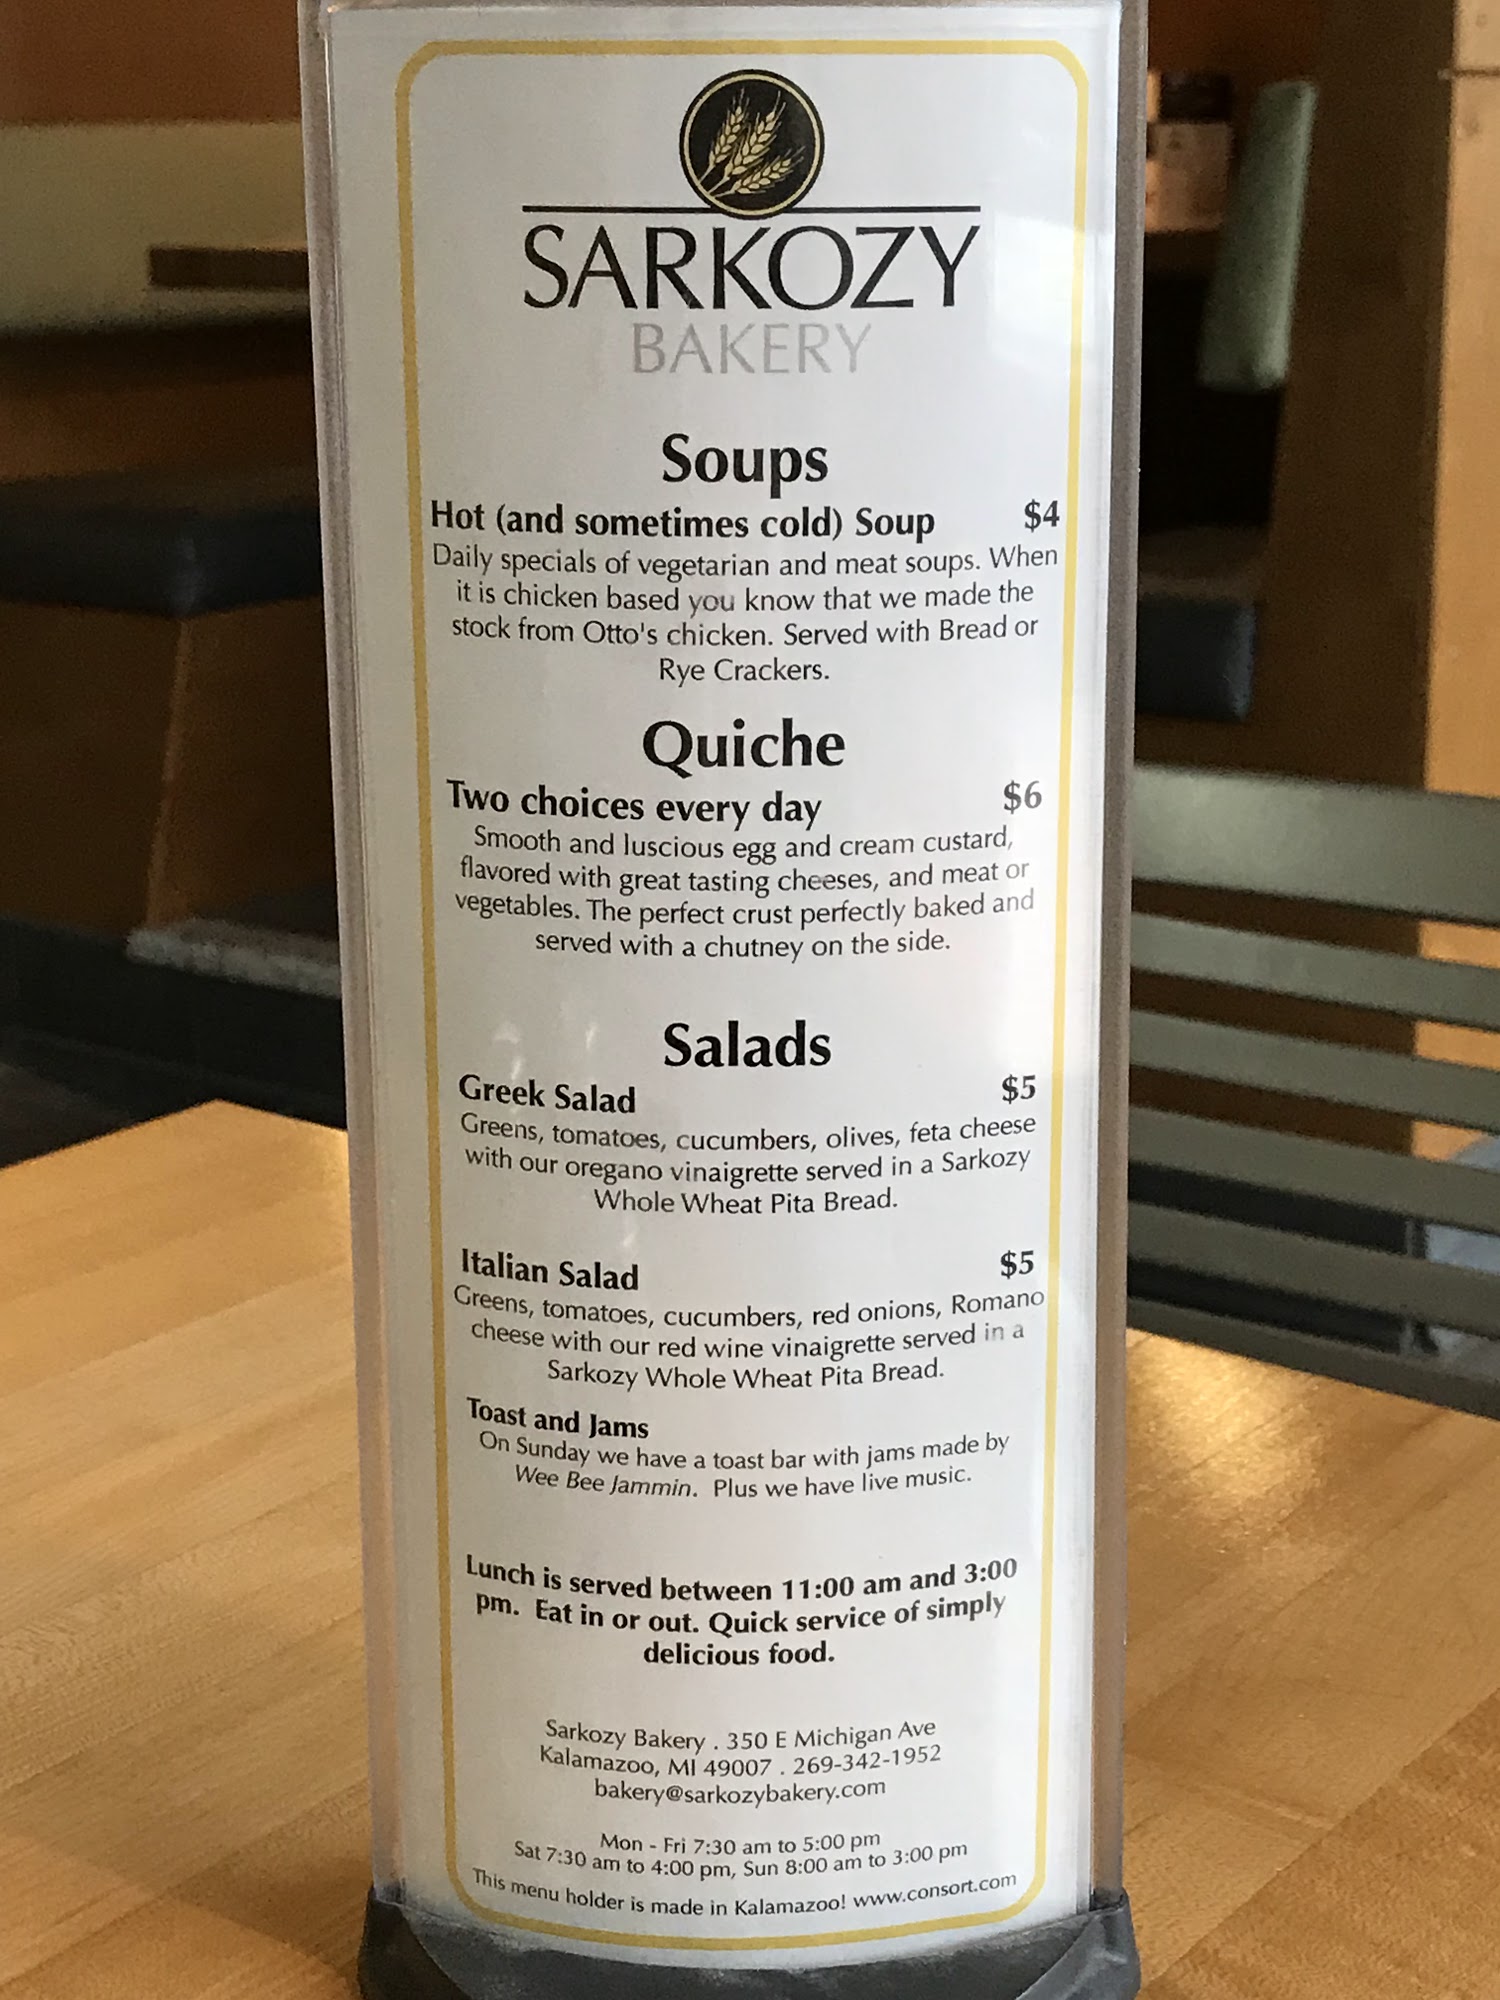 SARKOZY
BAKERY
Soups
Hot (and sometimes cold) Soup $4
Daily specials of vegetarian and meat soups. When
it is chicken based you know that we made the
stock from Otto's chicken. Served with Bread or
Rye Crackers.
Quiche
Two choices every day $6
Smooth and luscious egg and cream custard,
flavored with great tasting cheeses, and meat or
vegetables. The perfect crust perfectly baked and
served with a chutney on the side.
Salads
Greek Salad $5
Greens, tomatoes, cucumbers, olives, feta cheese
with our oregano vinaigrette served in a Sarkozy
Whole Wheat Pita Bread.
Italian Salad $5
Greens, tomatoes, cucumbers, red onions, Romano
cheese with our red wine vinaigrette served in a
Sarkozy Whole Wheat Pita Bread.
Toast and Jams
On Sunday we have a toast bar with jams made by
Wee Bee Jammin. Plus we have live music.
Lunch is served between 11:00 am and 3:00
pm. Eat in or out. Quick service of simply
delicious food.
Sarkozy Bakery . 350 E Michigan Ave
Kalamazoo, MI 49007 . 269-342-1952
bakery@sarkozybakery.com
Mon - Fri 7:30 am to 5:00 pm
Sat 7:30 am to 4:00 pm, Sun 8:00 am to 3:00 pm
This menu holder is made in Kalamazoo! www.consort.com